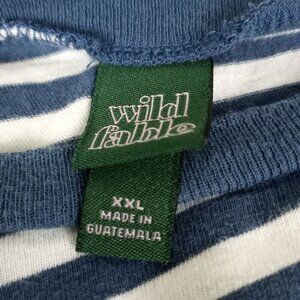 wild
fable
XXL
MADE IN
GUATEMALA